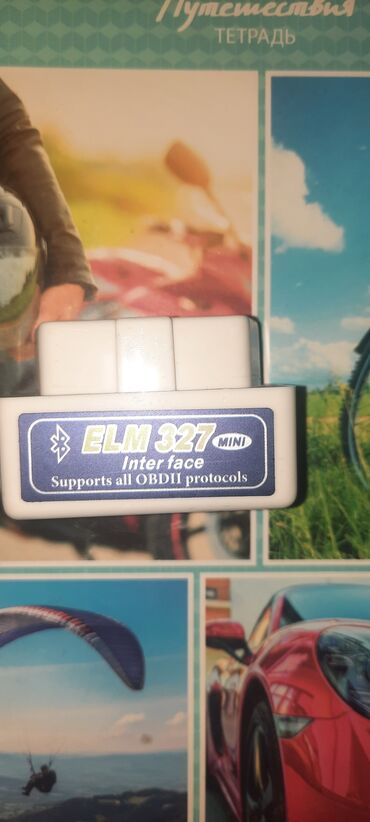 Путешествия
ТЕТРАДЬ
ELM 327 MINI
Inter face
Supports all OBDII protocols